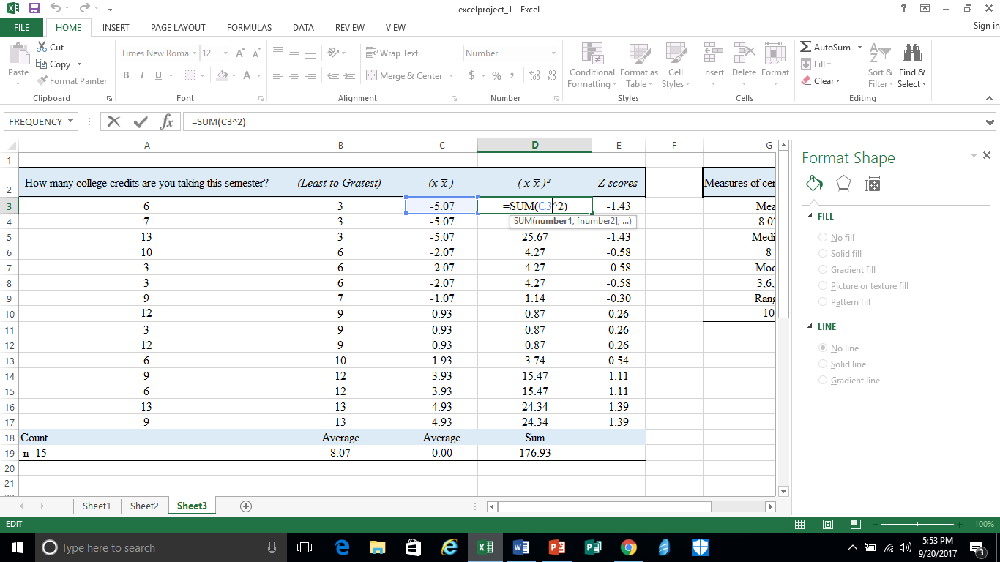 excelproject_1 - Excel
FILE HOME INSERT PAGE LAYOUT FORMULAS DATA REVIEW VIEW Sign in
Paste Cut Copy Format Painter Clipboard
Times New Roma 12 B I U A Font
Wrap Text Merge & Center Alignment
Number $ % Number
Conditional Formatting Format as Table Cell Styles Styles
Insert Delete Format Cells
AutoSum Fill Clear Sort & Filter Find & Select Editing
FREQUENCY fx =SUM(C3^2)
A B C D E F G
1
2 How many college credits are you taking this semester? (Least to Gratest) (x-x̅ ) ( x-x̅ )² Z-scores Measures of cen
3 6 3 -5.07 =SUM(C3^2) -1.43 Mea
SUM(number1, [number2], ...)
4 7 3 -5.07 8.07
5 13 3 -5.07 25.67 -1.43 Medi
6 10 6 -2.07 4.27 -0.58 8
7 3 6 -2.07 4.27 -0.58 Mod
8 3 6 -2.07 4.27 -0.58 3,6,
9 9 7 -1.07 1.14 -0.30 Rang
10 12 9 0.93 0.87 0.26 10
11 3 9 0.93 0.87 0.26
12 12 9 0.93 0.87 0.26
13 6 10 1.93 3.74 0.54
14 9 12 3.93 15.47 1.11
15 6 12 3.93 15.47 1.11
16 13 13 4.93 24.34 1.39
17 9 13 4.93 24.34 1.39
18 Count Average Average Sum
19 n=15 8.07 0.00 176.93
20
21
Sheet1 Sheet2 Sheet3
Format Shape
FILL
No fill
Solid fill
Gradient fill
Picture or texture fill
Pattern fill
LINE
No line
Solid line
Gradient line
EDIT 100%
Type here to search
5:53 PM
9/20/2017
3